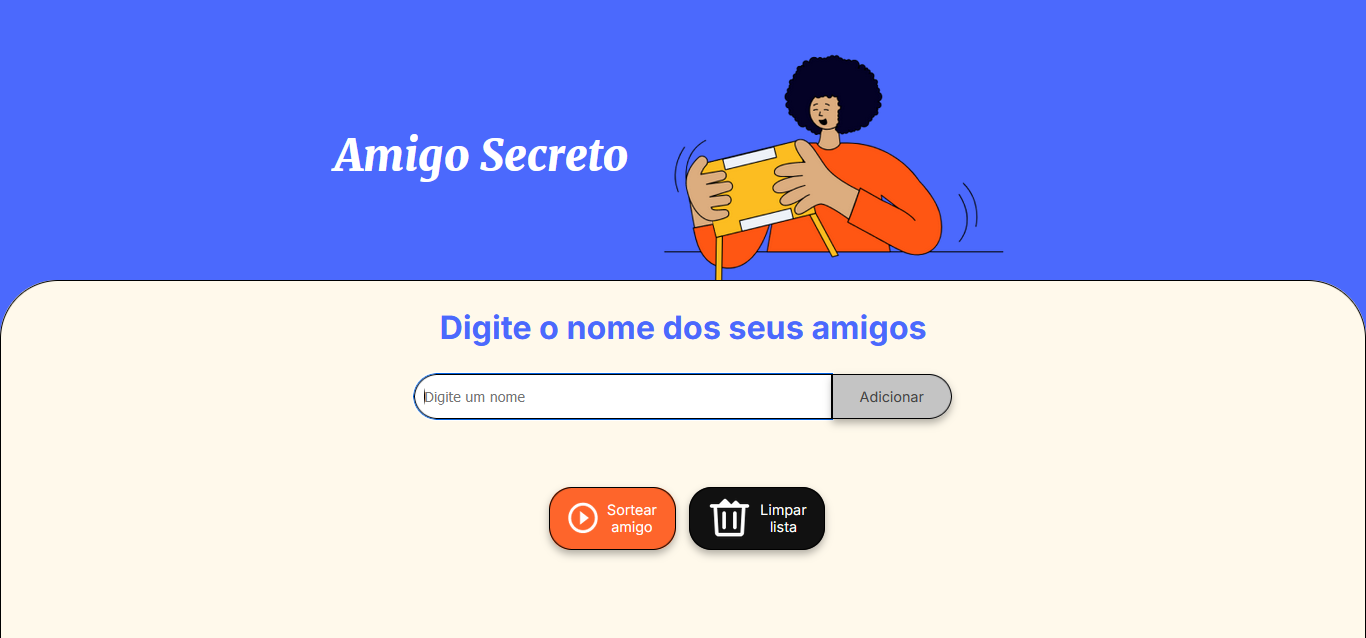 Amigo Secreto
Digite o nome dos seus amigos
Digite um nome
Adicionar
Sortear
amigo
Limpar
lista